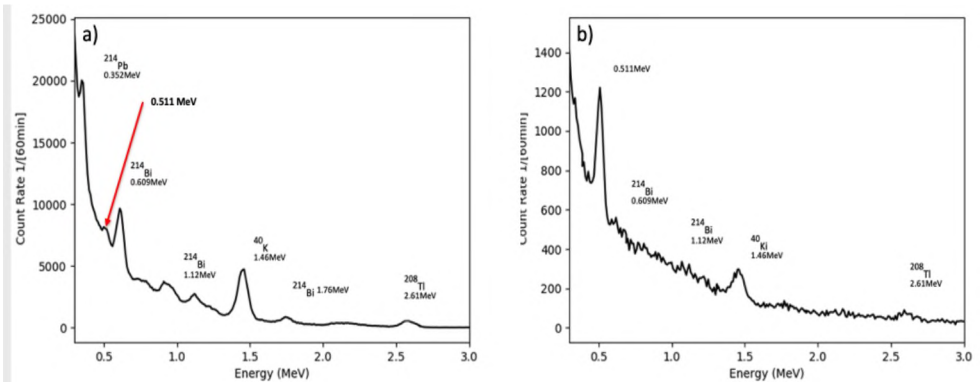 a)
25000
20000
15000
10000
5000
0
Count Rate 1/[60min]
214
Pb
0.352MeV
0.511 MeV
214
Bi
0.609MeV
214
Bi
1.12MeV
40
K
1.46MeV
214
Bi 1.76MeV
208
Tl
2.61MeV
0.5 1.0 1.5 2.0 2.5 3.0
Energy (MeV)
b)
1400
1200
1000
800
600
400
200
0
Count Rate 1/[60min]
0.511MeV
214
Bi
0.609MeV
214
Bi
1.12MeV
40
Ki
1.46MeV
208
Tl
2.61MeV
0.5 1.0 1.5 2.0 2.5 3.0
Energy (MeV)